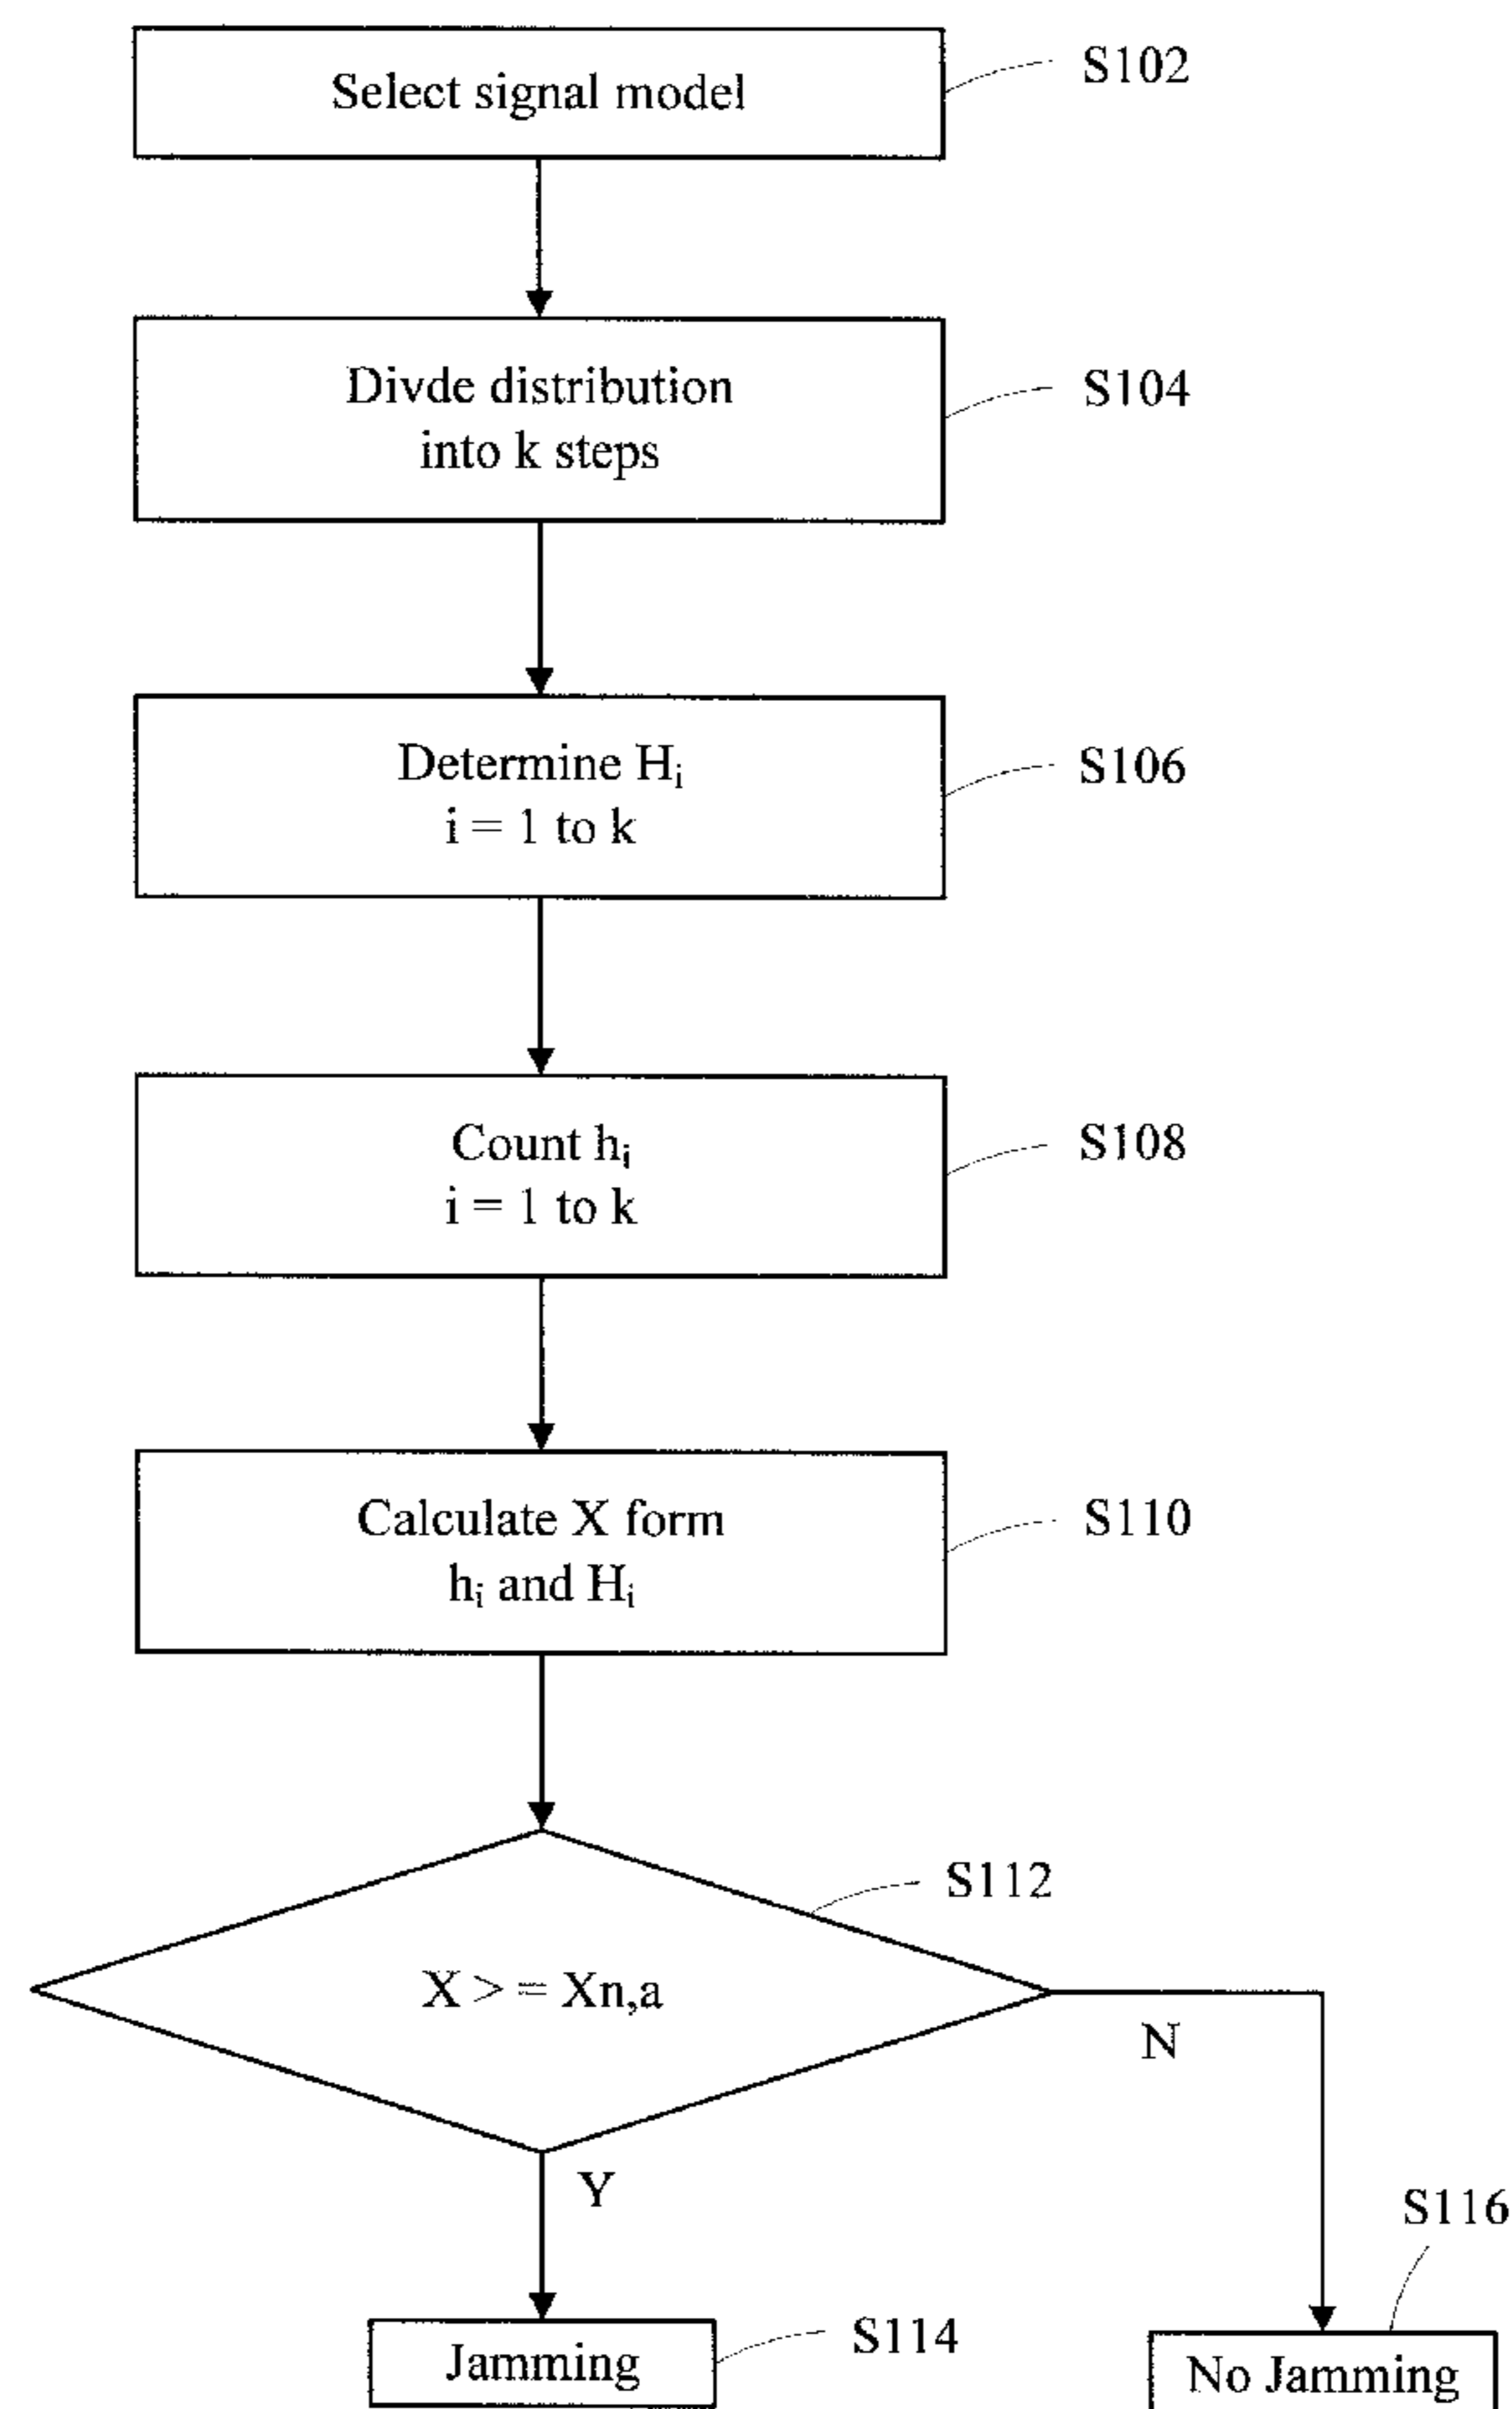 Select signal model
S102
Divde distribution
into k steps
S104
Determine Hi
i = 1 to k
S106
Count hi
i = 1 to k
S108
Calculate X form
hi and Hi
S110
S112
X > = Xn,a
N
Y
S116
Jamming
S114
No Jamming